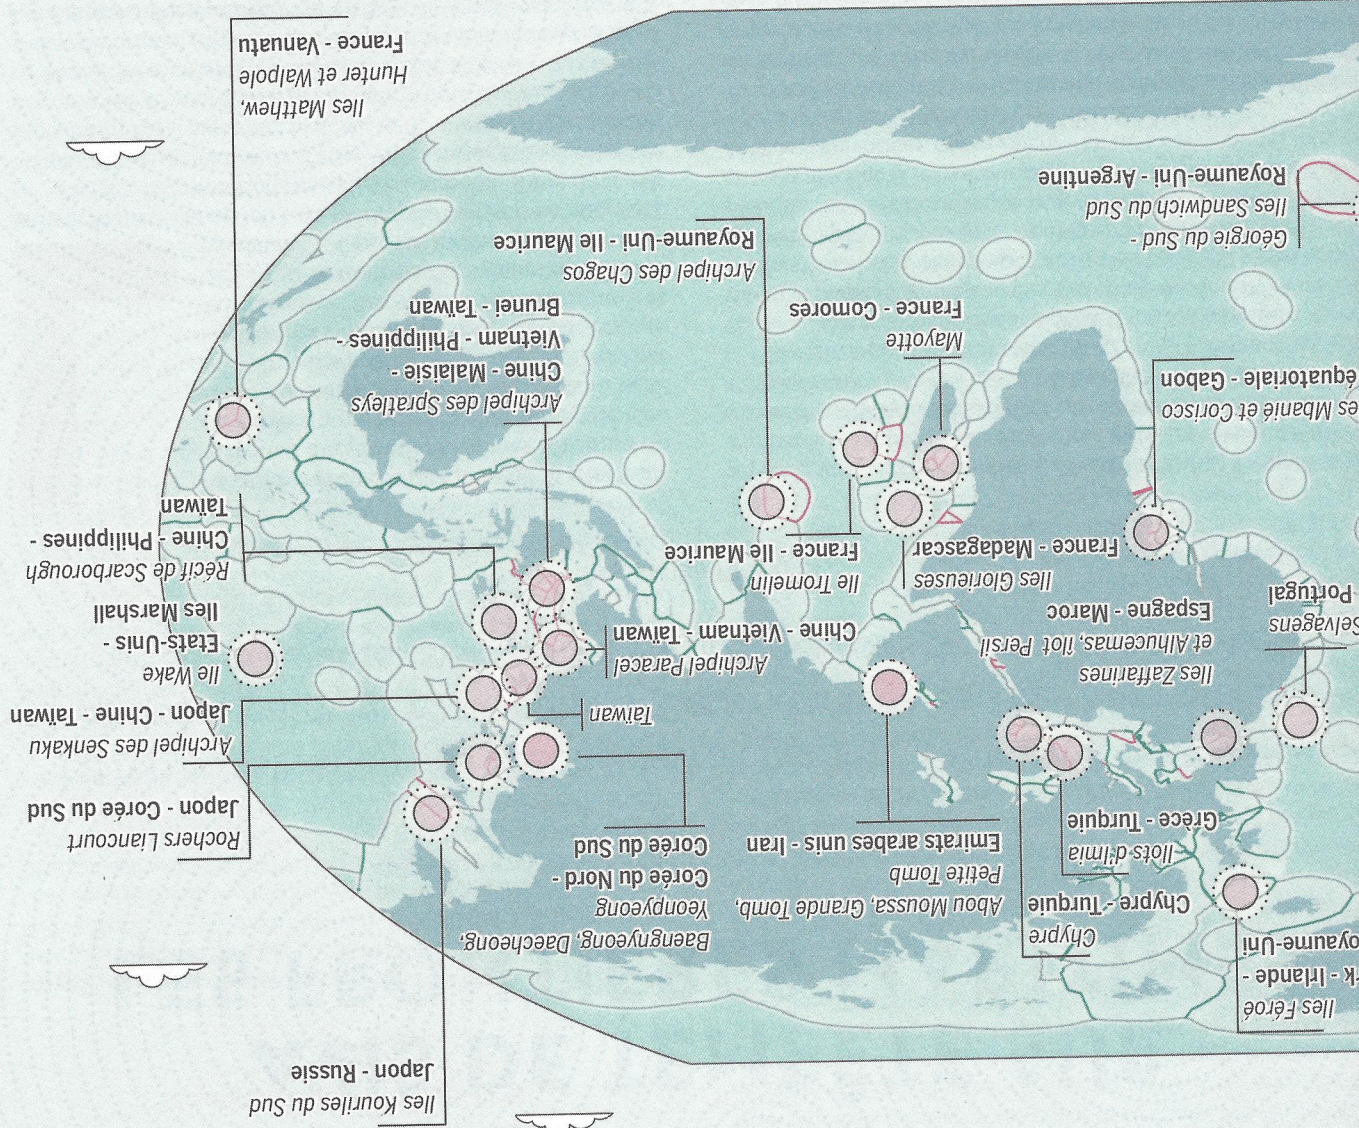 Iles Kouriles du Sud
Japon - Russie
Iles Féroé
rk - Irlande -
oyaume-Uni
Chypre
Chypre - Turquie
Ilots d'Imia
Grèce - Turquie
Abou Moussa, Grande Tomb,
Petite Tomb
Emirats arabes unis - Iran
Baengnyeong, Daecheong,
Yeonpyeong
Corée du Nord -
Corée du Sud
Rochers Liancourt
Japon - Corée du Sud
Archipel des Senkaku
Japon - Chine - Taïwan
Taïwan
Ile Wake
Etats-Unis -
Iles Marshall
Selvagens
Portugal
Iles Zaffarines
et Alhucemas, îlot Persil
Espagne - Maroc
Archipel Paracel
Chine - Vietnam - Taïwan
Iles Glorieuses
France - Madagascar
Ile Tromelin
France - Ile Maurice
Récif de Scarborough
Chine - Philippines -
Taïwan
es Mbanié et Corisco
équatoriale - Gabon
Archipel des Spratleys
Chine - Malaisie -
Vietnam - Philippines -
Brunei - Taïwan
Mayotte
France - Comores
Archipel des Chagos
Royaume-Uni - Ile Maurice
Géorgie du Sud -
Iles Sandwich du Sud
Royaume-Uni - Argentine
Iles Matthew,
Hunter et Walpole
France - Vanuatu